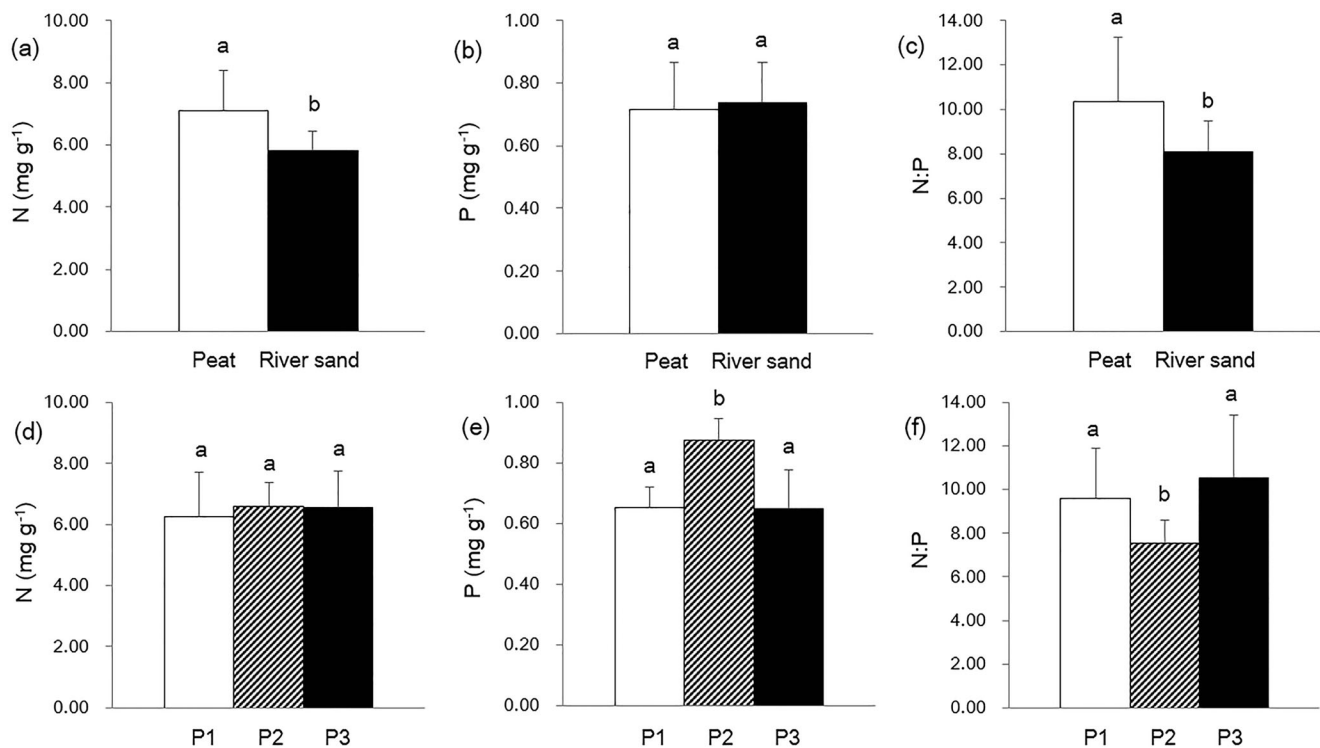 (a)
N (mg g⁻¹)
10.00
8.00
6.00
4.00
2.00
0.00
a
b
Peat River sand
(b)
P (mg g⁻¹)
1.00
0.80
0.60
0.40
0.20
0.00
a
a
Peat River sand
(c)
N:P
14.00
12.00
10.00
8.00
6.00
4.00
2.00
0.00
a
b
Peat River sand
(d)
N (mg g⁻¹)
10.00
8.00
6.00
4.00
2.00
0.00
a
a
a
P1 P2 P3
(e)
P (mg g⁻¹)
1.00
0.80
0.60
0.40
0.20
0.00
a
b
a
P1 P2 P3
(f)
N:P
14.00
12.00
10.00
8.00
6.00
4.00
2.00
0.00
a
b
a
P1 P2 P3